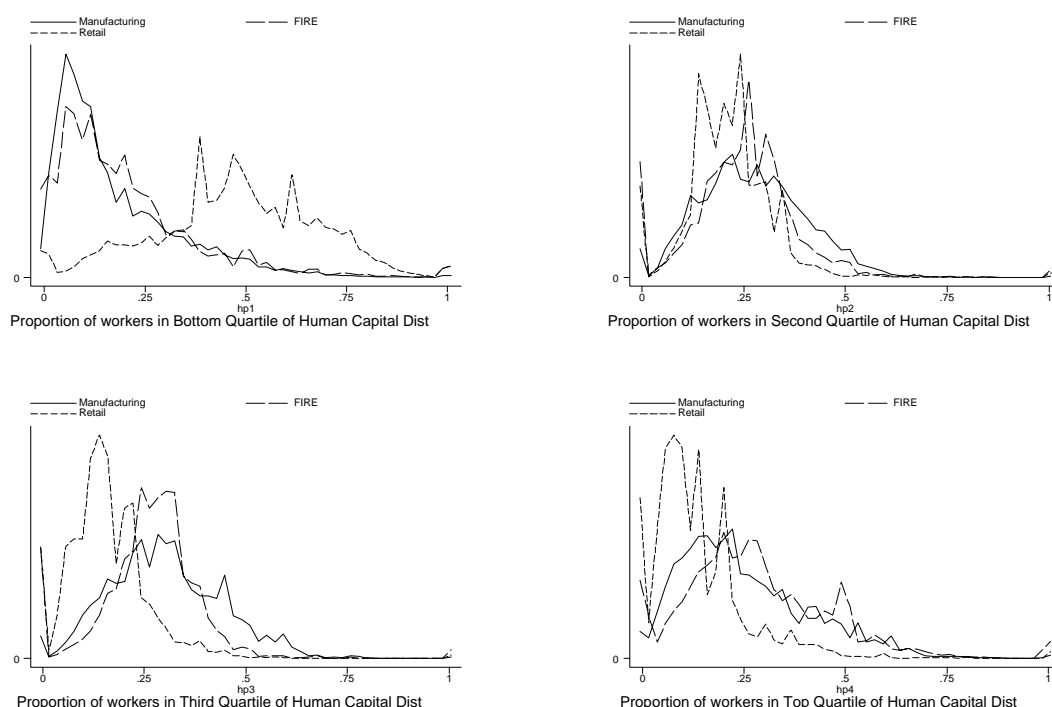 Manufacturing FIRE
Retail
0
0 .25 .5 .75 1
hp1
Proportion of workers in Bottom Quartile of Human Capital Dist
Manufacturing FIRE
Retail
0
0 .25 .5 .75 1
hp2
Proportion of workers in Second Quartile of Human Capital Dist
Manufacturing FIRE
Retail
0
0 .25 .5 .75 1
hp3
Proportion of workers in Third Quartile of Human Capital Dist
Manufacturing FIRE
Retail
0
0 .25 .5 .75 1
hp4
Proportion of workers in Top Quartile of Human Capital Dist